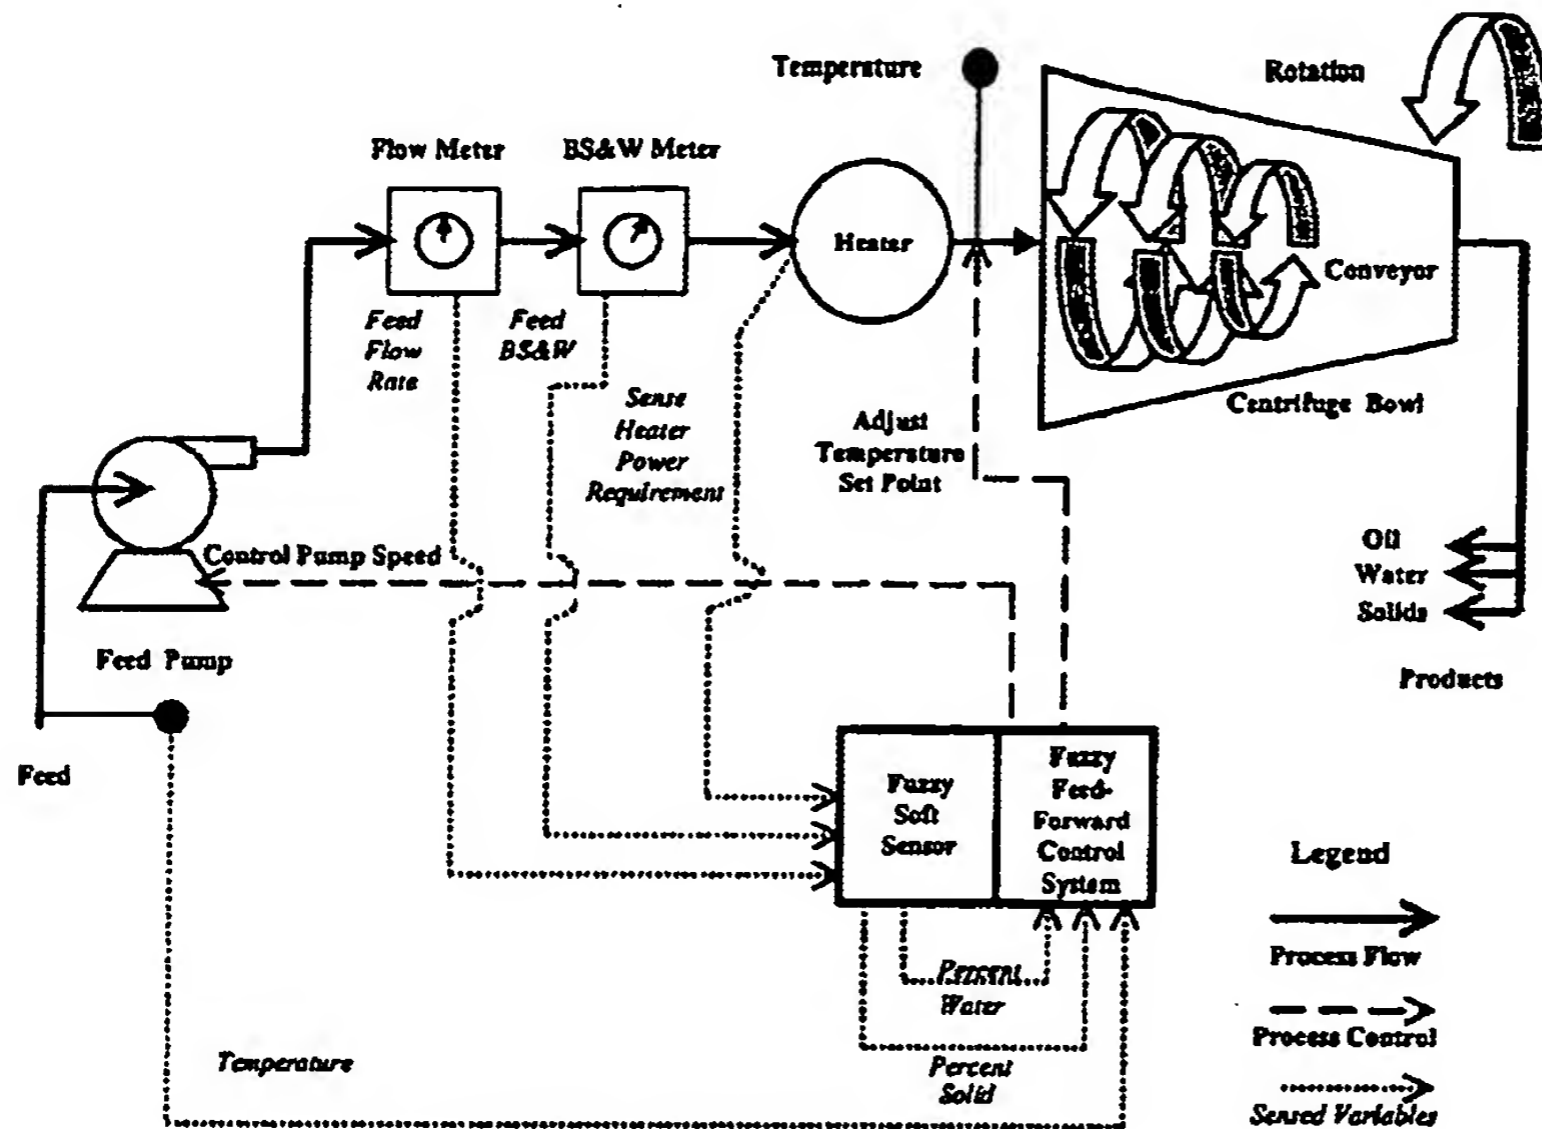 Temperature
Rotation
Flow Meter
BS&W Meter
Heater
Conveyor
Feed
Flow
Rate
Feed
BS&W
Sense
Heater
Power
Requirement
Adjust
Temperature
Set Point
Centrifuge Bowl
Control Pump Speed
Oil
Water
Solids
Feed Pump
Products
Feed
Fuzzy
Soft
Sensor
Fuzzy
Feed-
Forward
Control
System
Legend
Process Flow
Percent
Water
Process Control
Temperature
Percent
Solid
Sensed Variables